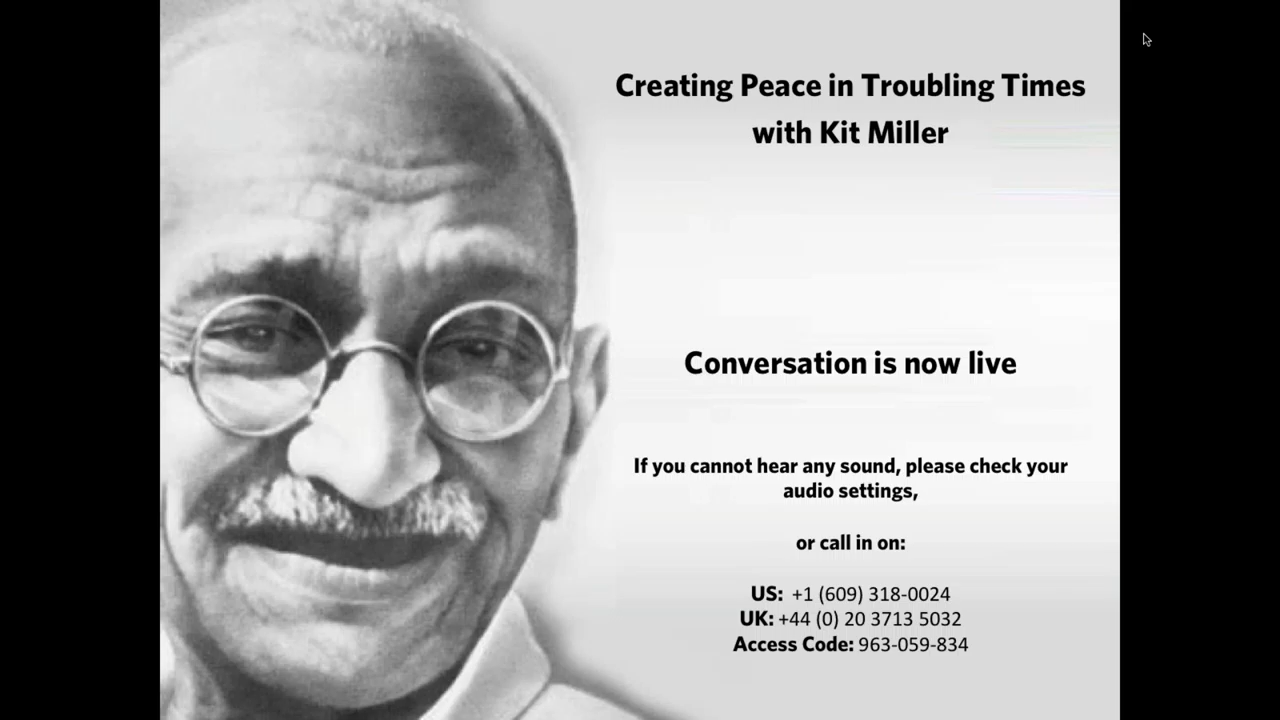 Creating Peace in Troubling Times
with Kit Miller
Conversation is now live
If you cannot hear any sound, please check your
audio settings,
or call in on:
US: +1 (609) 318-0024
UK: +44 (0) 20 3713 5032
Access Code: 963-059-834